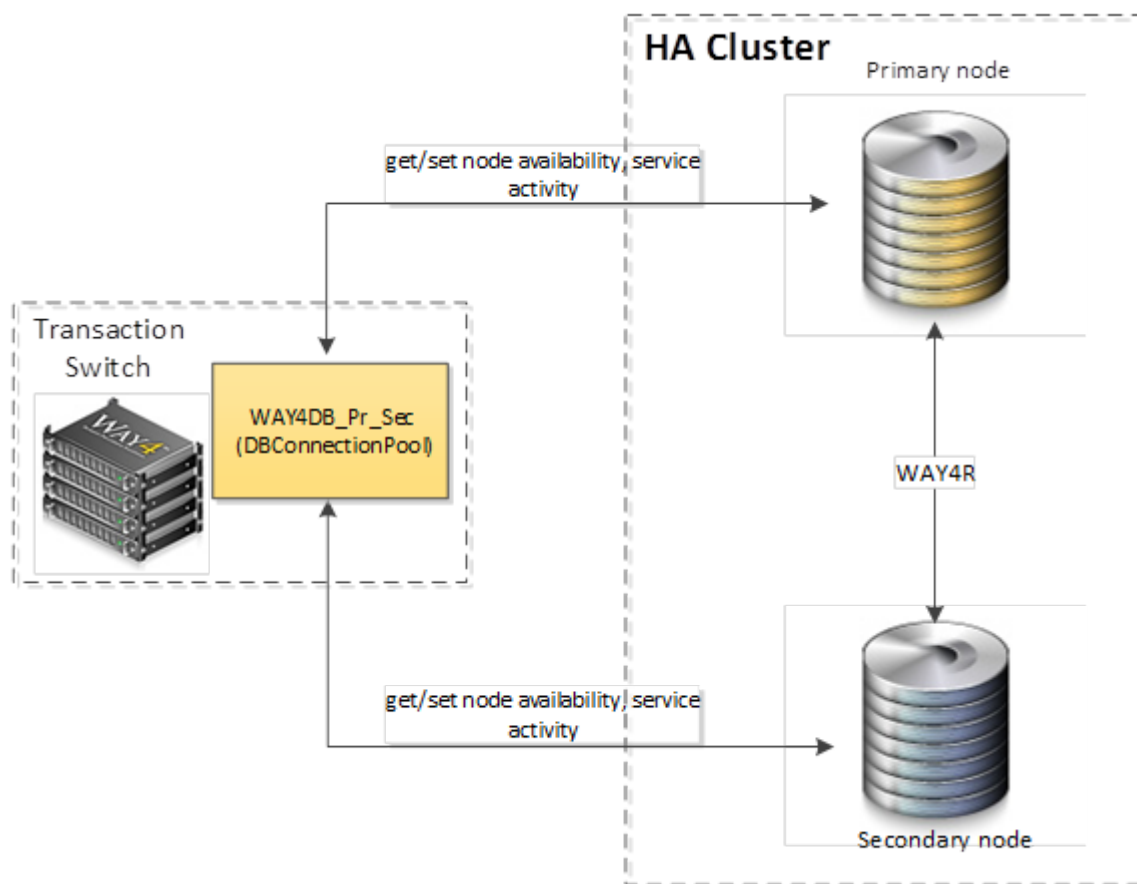 HA Cluster
Primary node
get/set node availability, service
activity
Transaction
Switch
WAY4
WAY4DB_Pr_Sec
(DBConnectionPool)
WAY4R
get/set node availability, service
activity
Secondary node